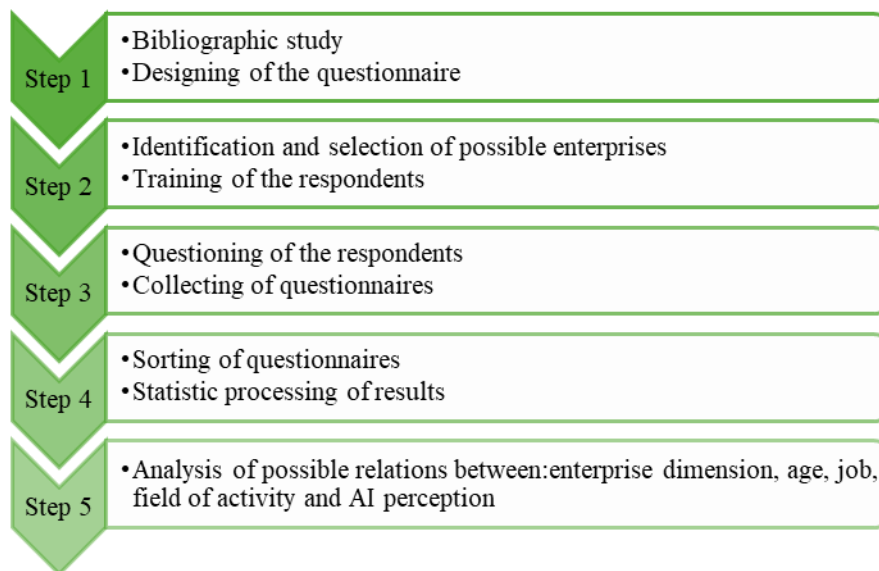 Step 1
•Bibliographic study
•Designing of the questionnaire
Step 2
•Identification and selection of possible enterprises
•Training of the respondents
Step 3
•Questioning of the respondents
•Collecting of questionnaires
Step 4
•Sorting of questionnaires
•Statistic processing of results
Step 5
•Analysis of possible relations between:enterprise dimension, age, job,
field of activity and AI perception